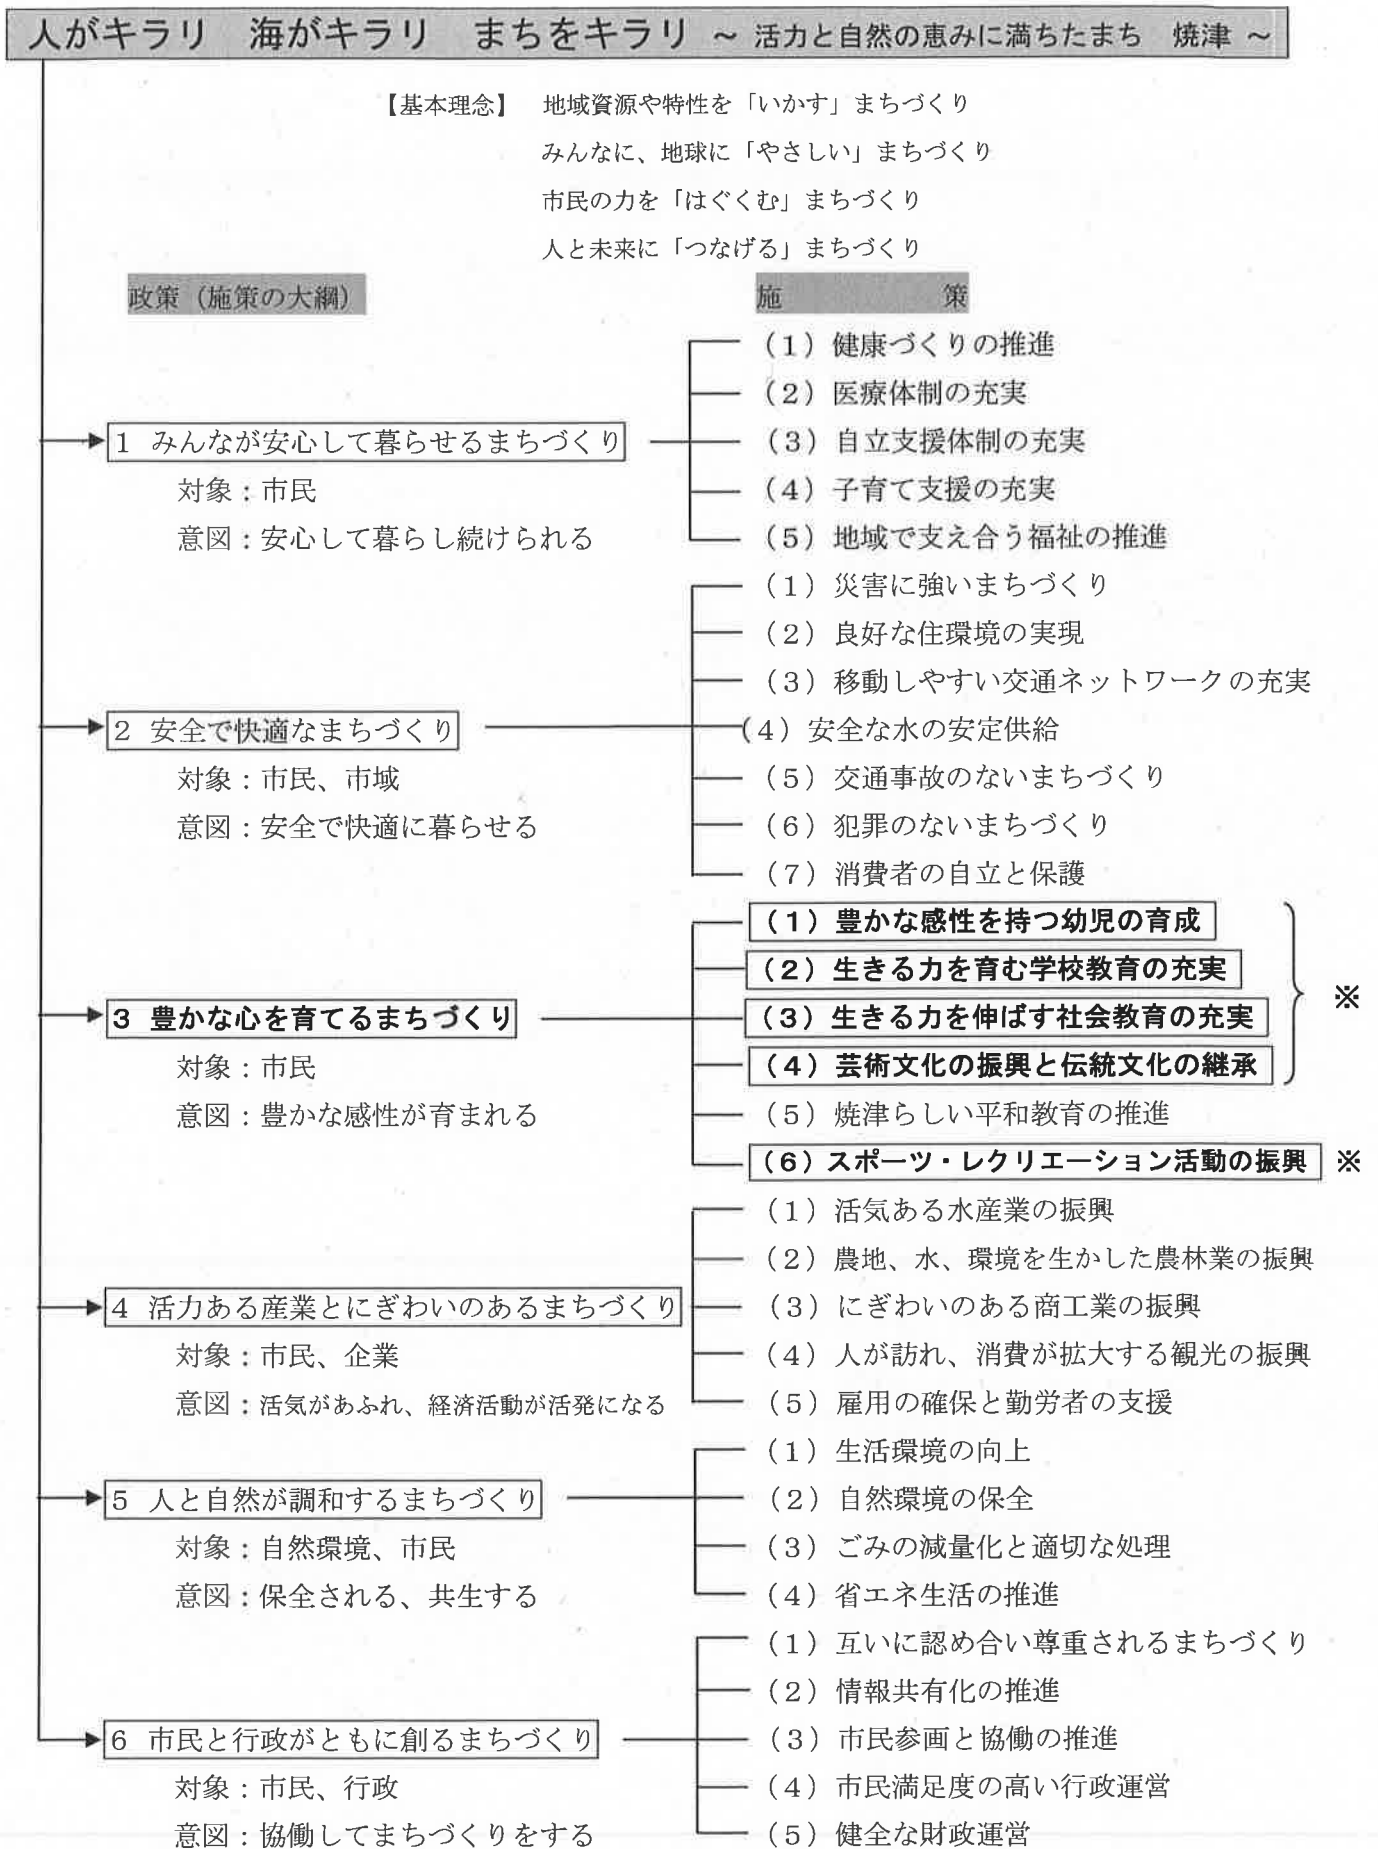 人がキラリ　海がキラリ　まちをキラリ ～ 活力と自然の恵みに満ちたまち　焼津 ～
【基本理念】　地域資源や特性を「いかす」まちづくり
みんなに、地球に「やさしい」まちづくり
市民の力を「はぐくむ」まちづくり
人と未来に「つなげる」まちづくり
政策（施策の大綱）
施　　　　　策
（１）健康づくりの推進
（２）医療体制の充実
１ みんなが安心して暮らせるまちづくり
（３）自立支援体制の充実
対象：市民
（４）子育て支援の充実
意図：安心して暮らし続けられる
（５）地域で支え合う福祉の推進
（１）災害に強いまちづくり
（２）良好な住環境の実現
（３）移動しやすい交通ネットワークの充実
２ 安全で快適なまちづくり
（４）安全な水の安定供給
対象：市民、市域
（５）交通事故のないまちづくり
意図：安全で快適に暮らせる
（６）犯罪のないまちづくり
（７）消費者の自立と保護
（１）豊かな感性を持つ幼児の育成
（２）生きる力を育む学校教育の充実
※
３ 豊かな心を育てるまちづくり
（３）生きる力を伸ばす社会教育の充実
対象：市民
（４）芸術文化の振興と伝統文化の継承
意図：豊かな感性が育まれる
（５）焼津らしい平和教育の推進
（６）スポーツ・レクリエーション活動の振興 ※
（１）活気ある水産業の振興
（２）農地、水、環境を生かした農林業の振興
４ 活力ある産業とにぎわいのあるまちづくり
（３）にぎわいのある商工業の振興
対象：市民、企業
（４）人が訪れ、消費が拡大する観光の振興
意図：活気があふれ、経済活動が活発になる
（５）雇用の確保と勤労者の支援
（１）生活環境の向上
５ 人と自然が調和するまちづくり
（２）自然環境の保全
対象：自然環境、市民
（３）ごみの減量化と適切な処理
意図：保全される、共生する
（４）省エネ生活の推進
（１）互いに認め合い尊重されるまちづくり
（２）情報共有化の推進
６ 市民と行政がともに創るまちづくり
（３）市民参画と協働の推進
対象：市民、行政
（４）市民満足度の高い行政運営
意図：協働してまちづくりをする
（５）健全な財政運営